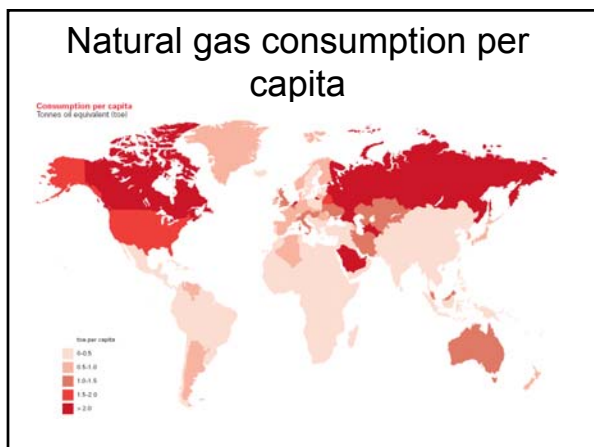 Natural gas consumption per
capita
Consumption per capita
Tonnes oil equivalent (toe)
toe per capita
0-0.5
0.5-1.0
1.0-1.5
1.5-2.0
> 2.0